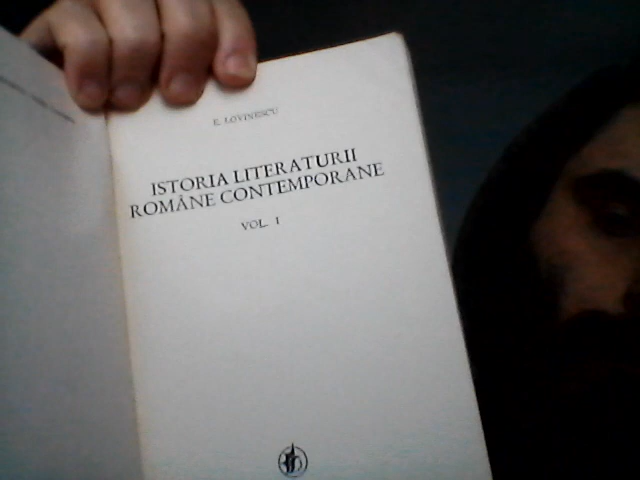 E. LOVINESCU
ISTORIA LITERATURII
ROMÂNE CONTEMPORANE
VOL. I